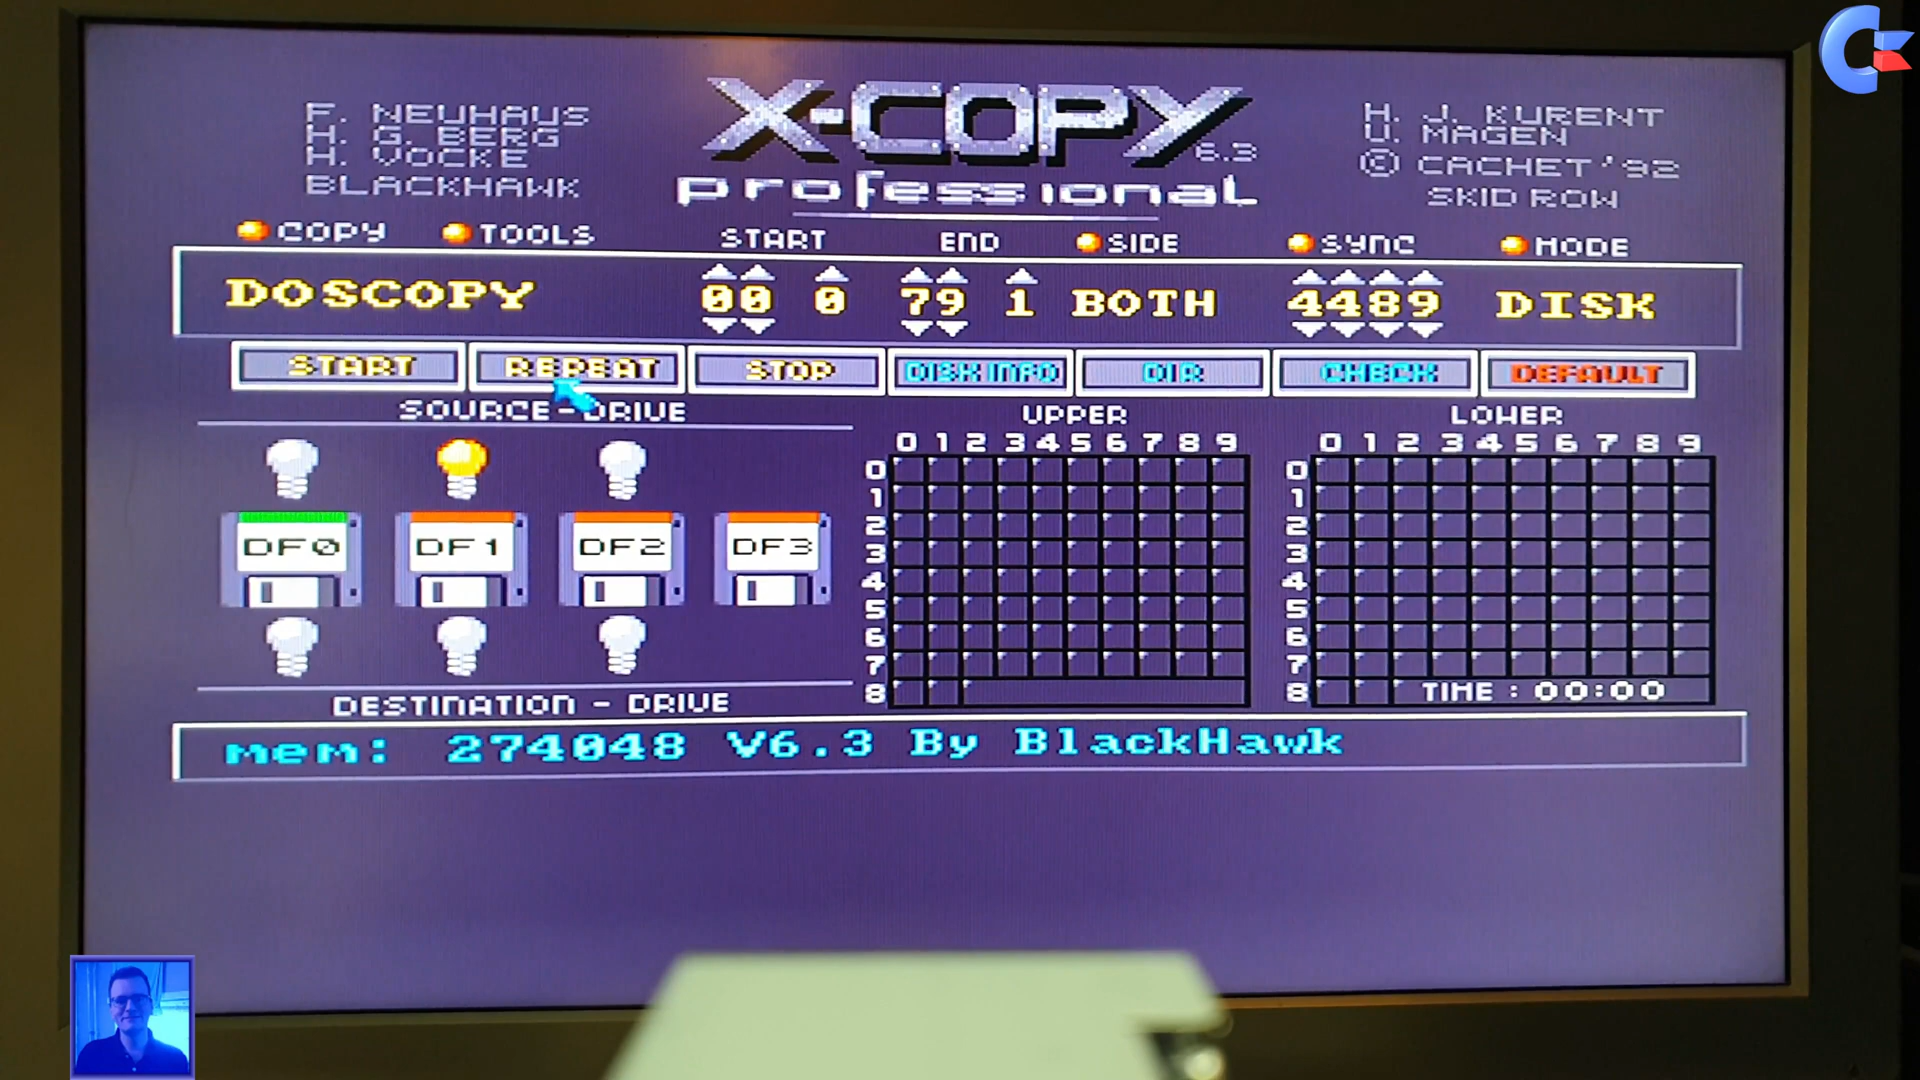 F. NEUHAUS
H. G. BERG
H. VOCKE
BLACKHAWK
X-COPY
6.3
professional
H. J. KURENT
U. MAGEN
© CACHET '92
SKID ROW
COPY TOOLS START END SIDE SYNC MODE
DOSCOPY 00 0 79 1 BOTH 4489 DISK
START REPEAT STOP DISK INFO DIR CHECK DEFAULT
SOURCE-DRIVE
DF0 DF1 DF2 DF3
DESTINATION - DRIVE
UPPER
0 1 2 3 4 5 6 7 8 9
0
1
2
3
4
5
6
7
8
LOWER
0 1 2 3 4 5 6 7 8 9
0
1
2
3
4
5
6
7
8 TIME : 00:00
mem: 274048 V6.3 By BlackHawk